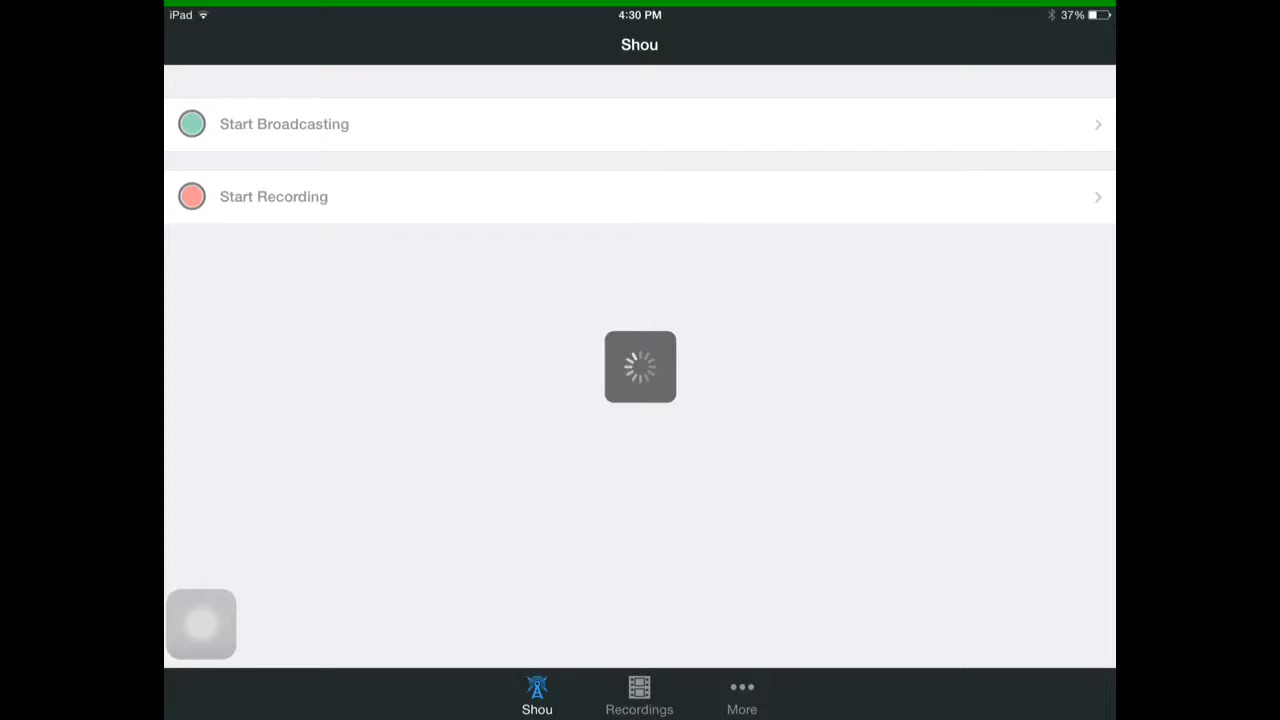 iPad 4:30 PM 37%
Shou
Start Broadcasting
Start Recording
Shou Recordings More